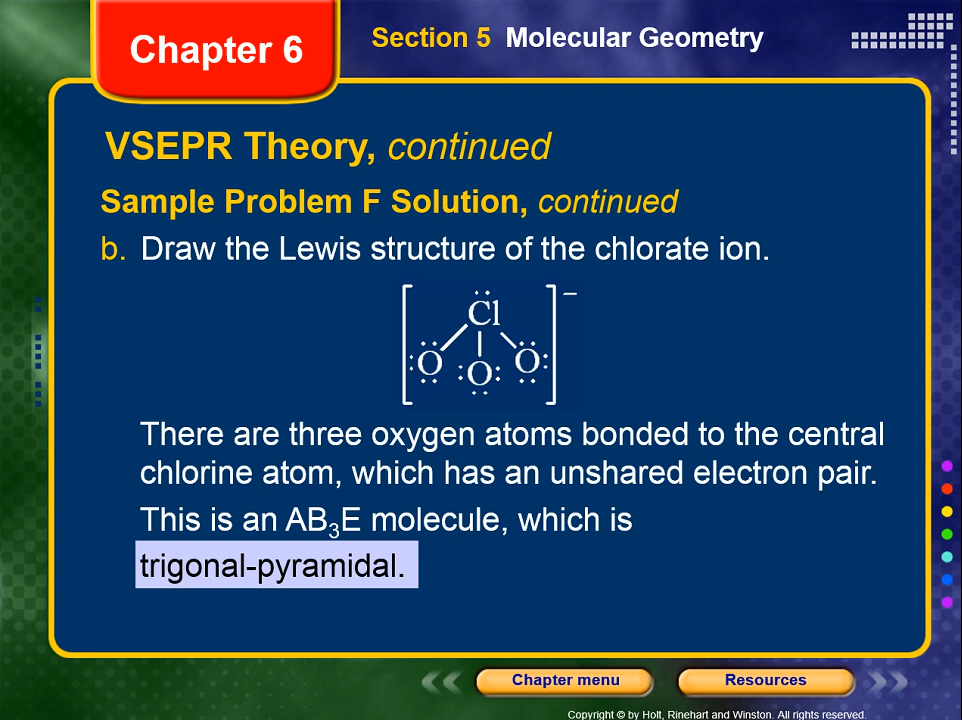 Chapter 6
Section 5 Molecular Geometry
VSEPR Theory, continued
Sample Problem F Solution, continued
b. Draw the Lewis structure of the chlorate ion.
Cl
O O O
−
There are three oxygen atoms bonded to the central
chlorine atom, which has an unshared electron pair.
This is an AB₃E molecule, which is
trigonal-pyramidal.
Chapter menu Resources
Copyright © by Holt, Rinehart and Winston. All rights reserved.